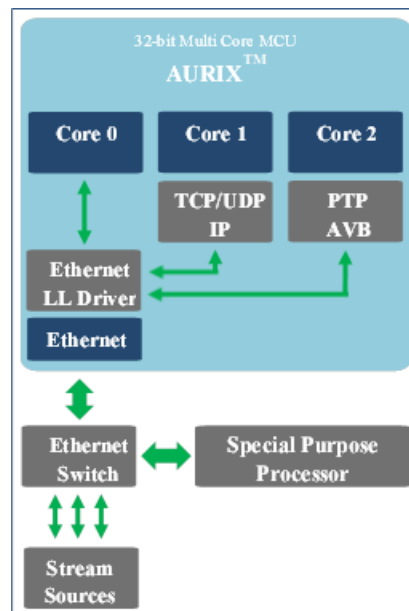 32-bit Multi Core MCU
AURIX™
Core 0
Core 1
Core 2
TCP/UDP
IP
PTP
AVB
Ethernet
LL Driver
Ethernet
Ethernet
Switch
Special Purpose
Processor
Stream
Sources